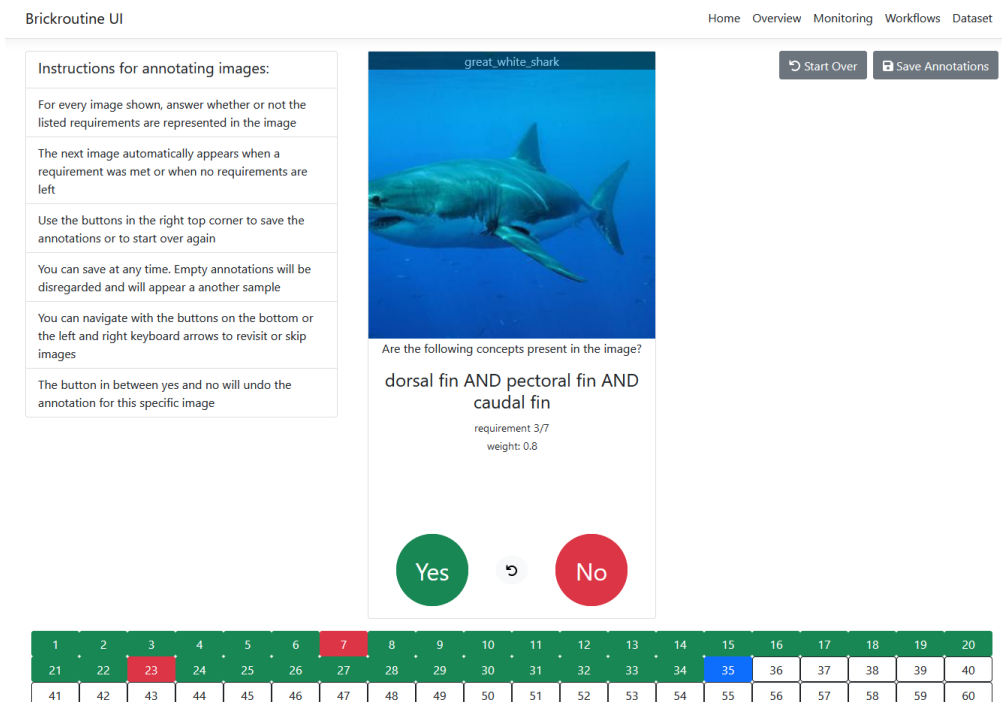 Brickroutine UI
Home Overview Monitoring Workflows Dataset
Instructions for annotating images:
For every image shown, answer whether or not the
listed requirements are represented in the image
The next image automatically appears when a
requirement was met or when no requirements are
left
Use the buttons in the right top corner to save the
annotations or to start over again
You can save at any time. Empty annotations will be
disregarded and will appear a another sample
You can navigate with the buttons on the bottom or
the left and right keyboard arrows to revisit or skip
images
The button in between yes and no will undo the
annotation for this specific image
great_white_shark
Are the following concepts present in the image?
dorsal fin AND pectoral fin AND
caudal fin
requirement 3/7
weight: 0.8
Yes
No
Start Over
Save Annotations
1 2 3 4 5 6 7 8 9 10 11 12 13 14 15 16 17 18 19 20
21 22 23 24 25 26 27 28 29 30 31 32 33 34 35 36 37 38 39 40
41 42 43 44 45 46 47 48 49 50 51 52 53 54 55 56 57 58 59 60